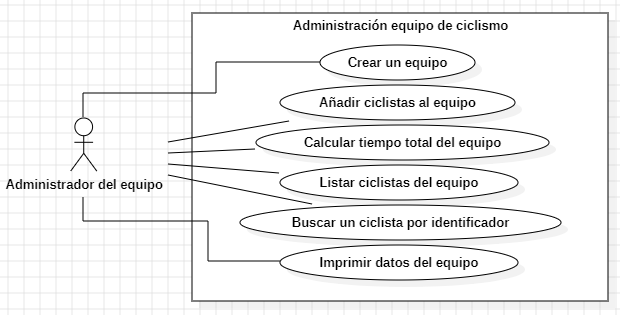 Administración equipo de ciclismo
Crear un equipo
Añadir ciclistas al equipo
Calcular tiempo total del equipo
Administrador del equipo
Listar ciclistas del equipo
Buscar un ciclista por identificador
Imprimir datos del equipo